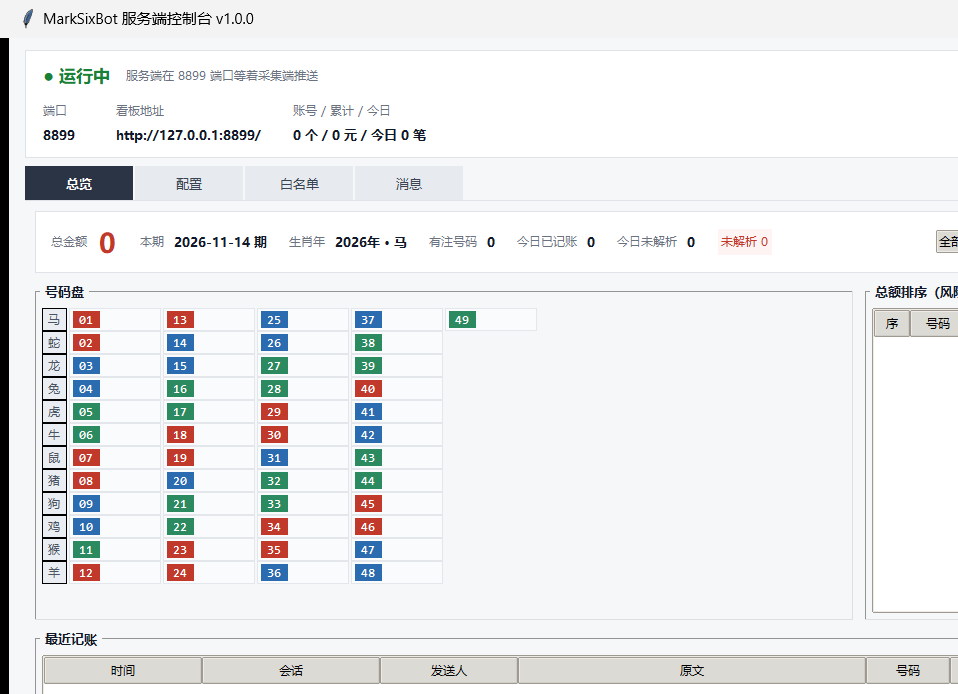 MarkSixBot 服务端控制台 v1.0.0
● 运行中 服务端在 8899 端口等着采集端推送
端口 看板地址 账号 / 累计 / 今日
8899 http://127.0.0.1:8899/ 0 个 / 0 元 / 今日 0 笔
总览 配置 白名单 消息
总金额 0 本期 2026-11-14 期 生肖年 2026年 • 马 有注号码 0 今日已记账 0 今日未解析 0 未解析 0 全部
号码盘 总额排序（风险
马 01 13 25 37 49 序 号码
蛇 02 14 26 38
龙 03 15 27 39
兔 04 16 28 40
虎 05 17 29 41
牛 06 18 30 42
鼠 07 19 31 43
猪 08 20 32 44
狗 09 21 33 45
鸡 10 22 34 46
猴 11 23 35 47
羊 12 24 36 48
最近记账
时间 会话 发送人 原文 号码